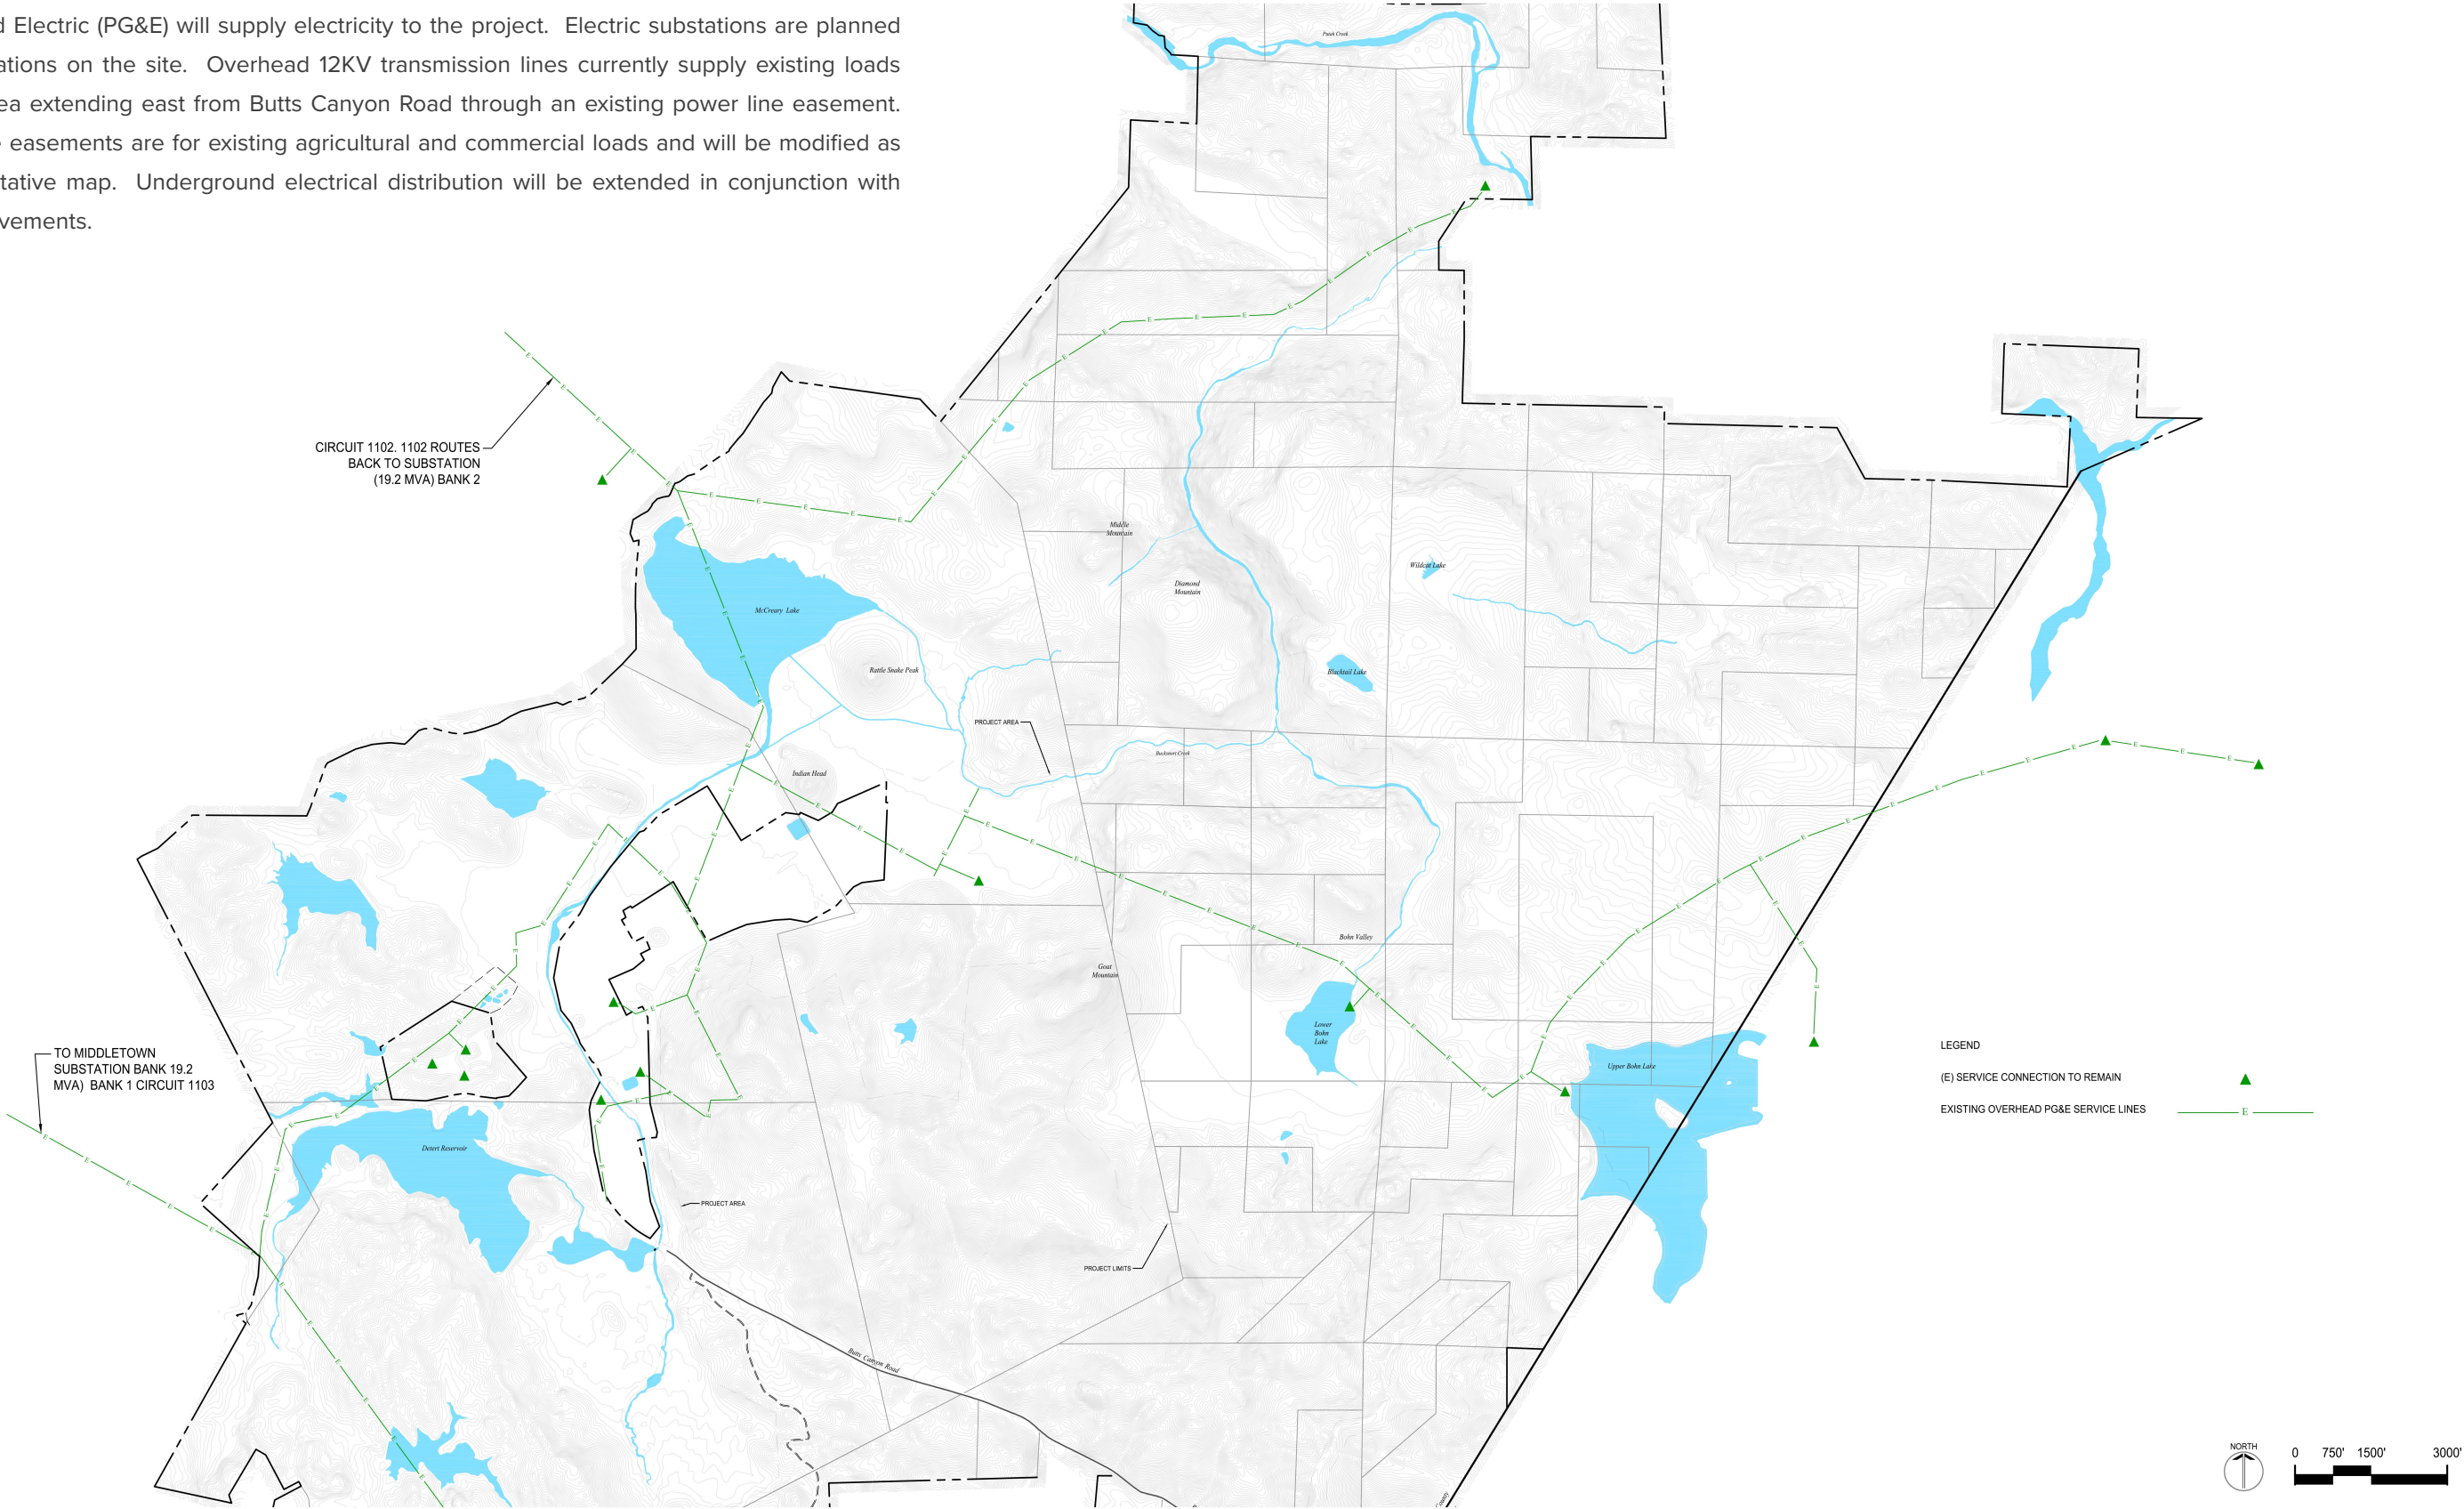 d Electric (PG&E) will supply electricity to the project. Electric substations are planned
ations on the site. Overhead 12KV transmission lines currently supply existing loads
ea extending east from Butts Canyon Road through an existing power line easement.
e easements are for existing agricultural and commercial loads and will be modified as
tative map. Underground electrical distribution will be extended in conjunction with
vements.
Putah Creek
CIRCUIT 1102. 1102 ROUTES
BACK TO SUBSTATION
(19.2 MVA) BANK 2
Middle
Mountain
Diamond
Mountain
Wildcat Lake
McCreary Lake
Rattle Snake Peak
Blacktail Lake
PROJECT AREA
Bucksnort Creek
Indian Head
Bohn Valley
Goat
Mountain
Lower
Bohn
Lake
Upper Bohn Lake
TO MIDDLETOWN
SUBSTATION BANK 19.2
MVA) BANK 1 CIRCUIT 1103
LEGEND
(E) SERVICE CONNECTION TO REMAIN
EXISTING OVERHEAD PG&E SERVICE LINES
E
Detert Reservoir
PROJECT AREA
PROJECT LIMITS
Butts Canyon Road
County
NORTH
0 750' 1500' 3000'